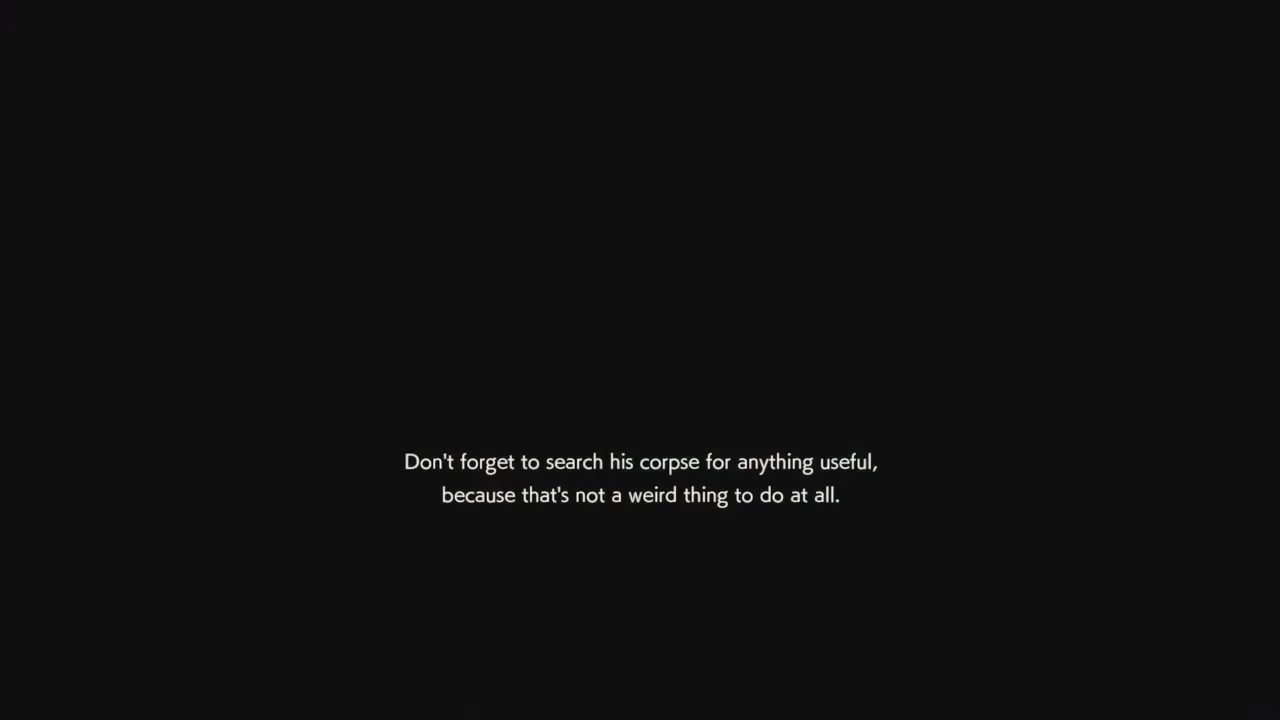 Don't forget to search his corpse for anything useful,
because that's not a weird thing to do at all.